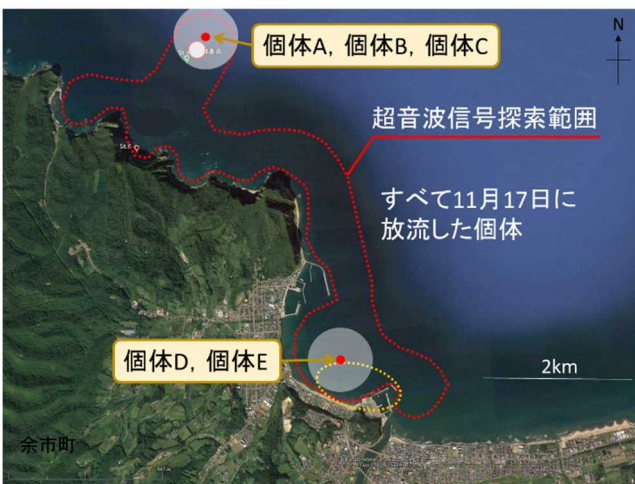 N
個体A，個体B，個体C
超音波信号探索範囲
St.C
すべて11月17日に
放流した個体
個体D，個体E
2km
余市町